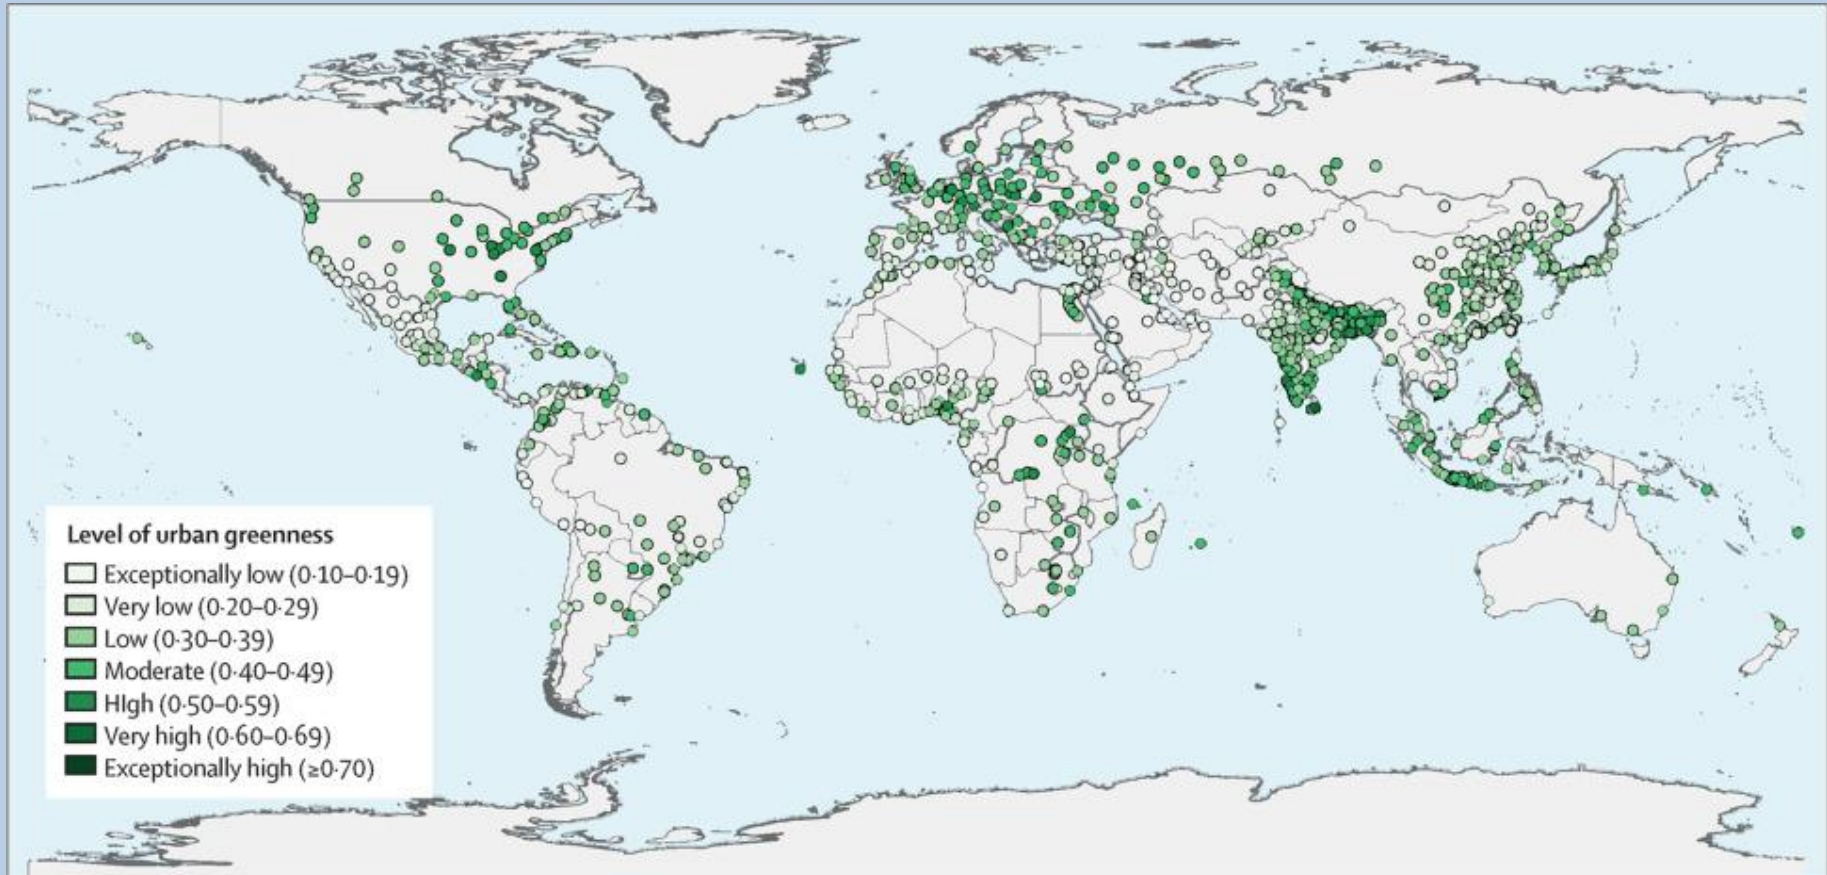 Level of urban greenness
Exceptionally low (0·10–0·19)
Very low (0·20–0·29)
Low (0·30–0·39)
Moderate (0·40–0·49)
HIgh (0·50–0·59)
Very high (0·60–0·69)
Exceptionally high (≥0·70)